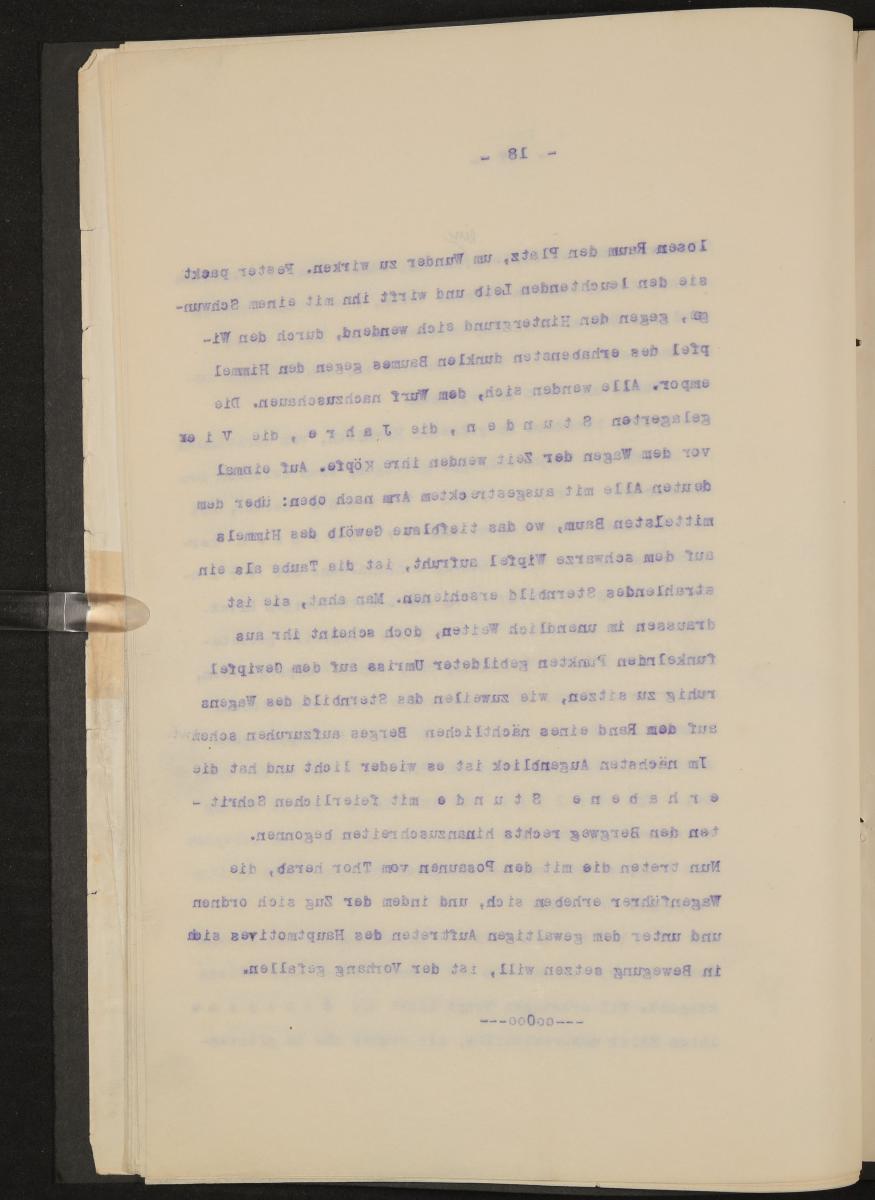 - 18 -
losen Raum den Platz, um Wunder zu wirken. Fester packt
sie den leuchtenden Leib und wirft ihn mit einem Schwun-
ge, gegen den Hintergrund sich wendend, durch den Wi-
pfel des erhabensten dunklen Baumes gegen den Himmel
empor. Alle wenden sich, dem Wurf nachzuschauen. Die
gelagerten S t u n d e n , die J a h r e , die V i er
vor dem Wagen der Zeit wenden ihre Köpfe. Auf einmal
deuten Alle mit ausgestrecktem Arm nach oben: über dem
mittelsten Baum, wo das tiefblaue Gewölb des Himmels
auf dem schwarze Wipfel aufruht, ist die Taube als ein
strahlendes Sternbild erschienen. Man ahnt, sie ist
draussen im unendlich Weiten, doch scheint ihr aus
funkelnden Punkten gebildeter Umriss auf dem Gewipfel
ruhig zu sitzen, wie zuweilen das Sternbild des Wagens
auf dem Rand eines nächtlichen Berges aufzuruhen schein
Im nächsten Augenblick ist es wieder licht und hat die
e r h a b e n e S t u n d e mit feierlichen Schrit -
ten den Bergweg rechts hinanzuschreiten begonnen.
Nun treten die mit den Posaunen vom Thor herab, die
Wagenführer erheben sich, und indem der Zug sich ordnen
und unter dem gewaltigen Auftreten des Hauptmotives sich
in Bewegung setzen will, ist der Vorhang gefallen.
----ooOoo---